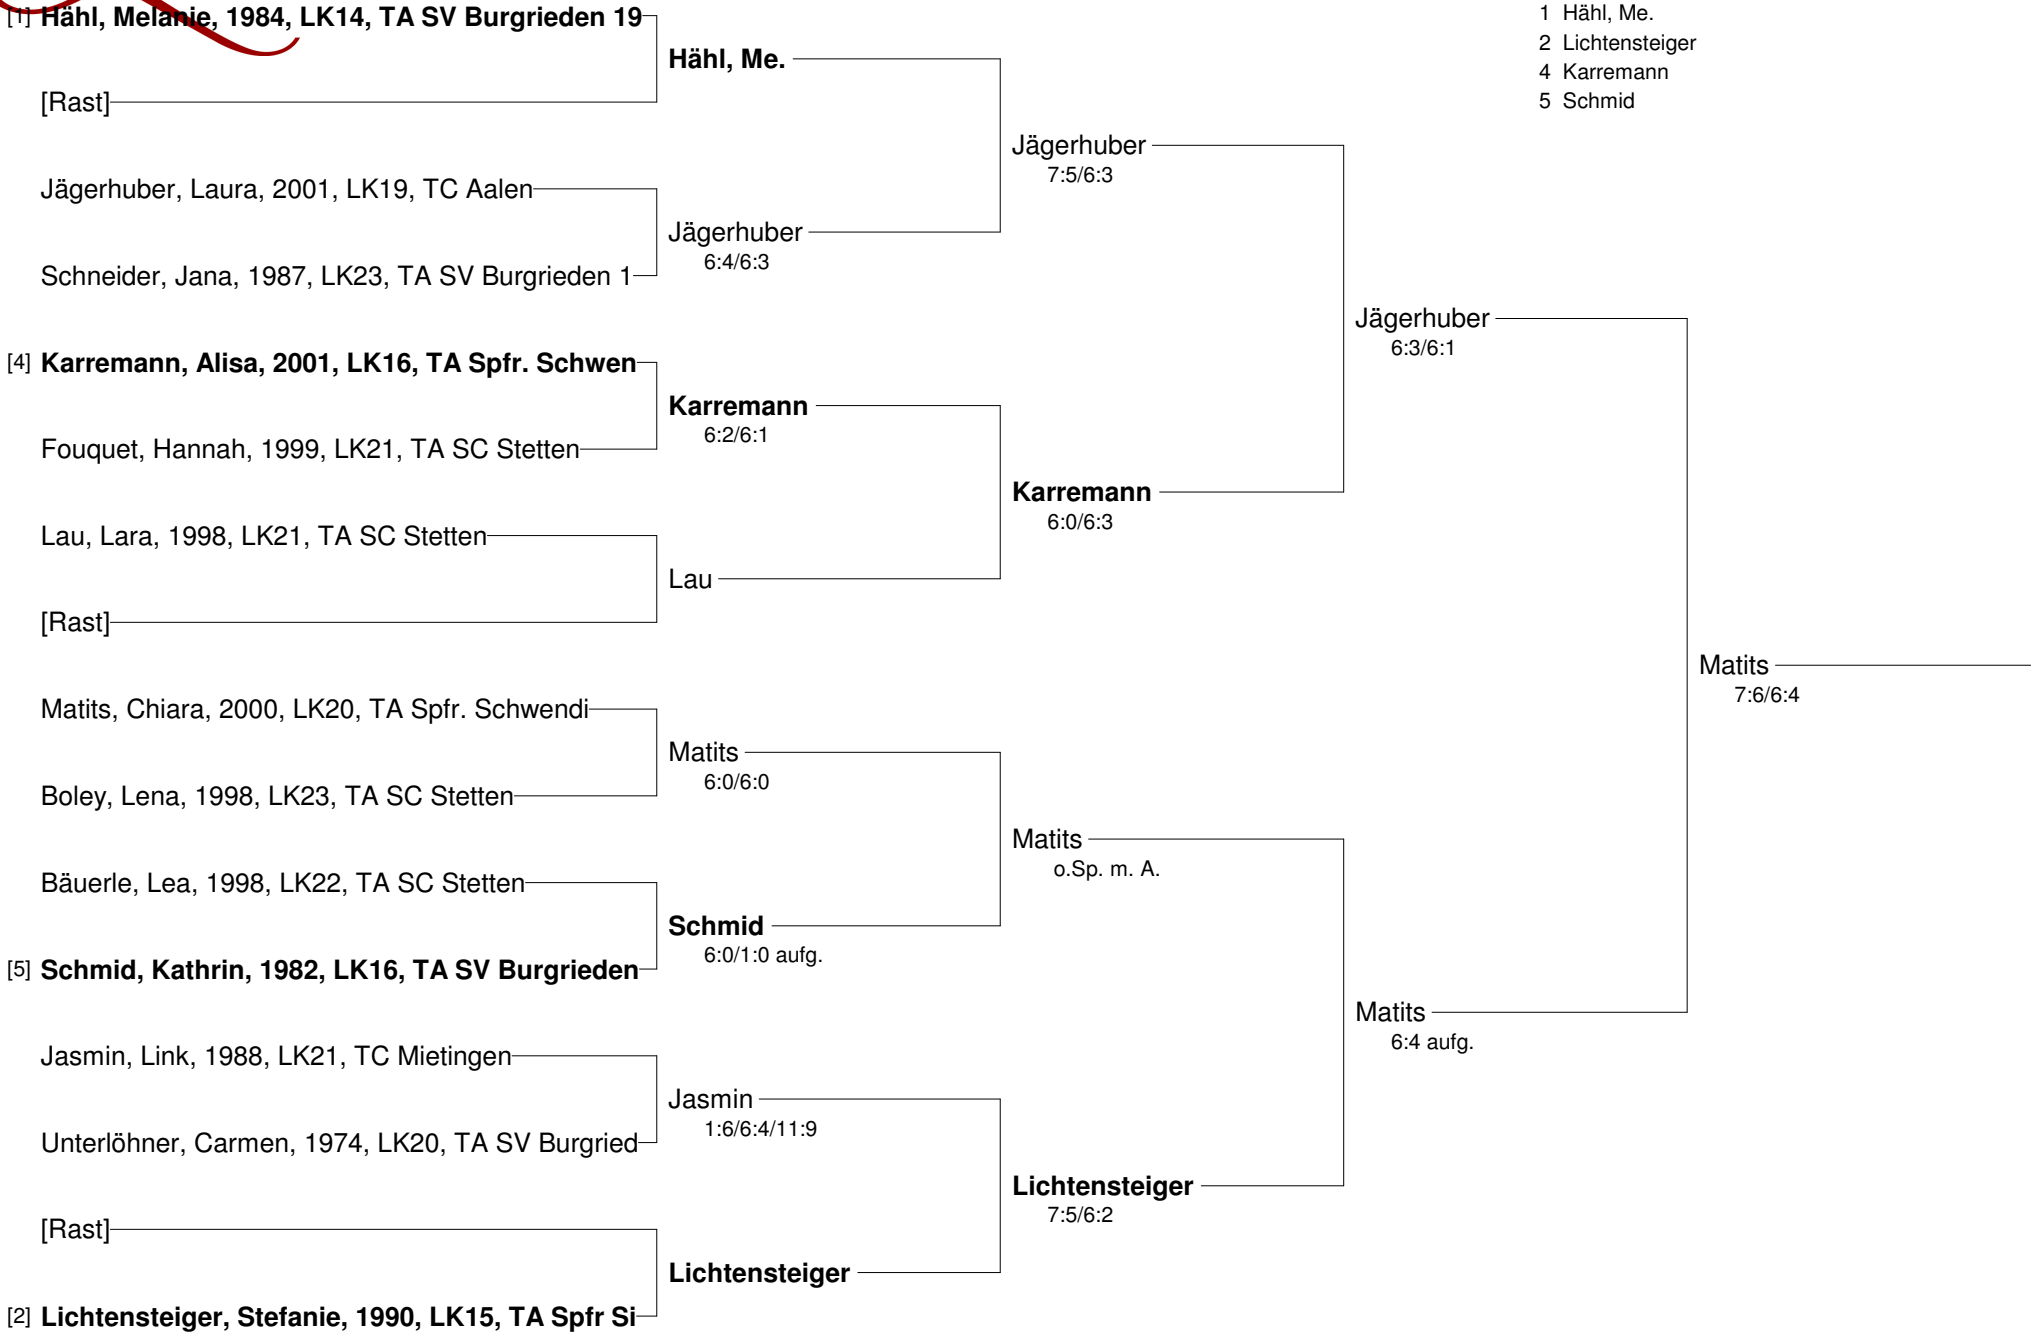 [1] Hähl, Melanie, 1984, LK14, TA SV Burgrieden 19
[Rast]
Jägerhuber, Laura, 2001, LK19, TC Aalen
Schneider, Jana, 1987, LK23, TA SV Burgrieden 1
[4] Karremann, Alisa, 2001, LK16, TA Spfr. Schwen
Fouquet, Hannah, 1999, LK21, TA SC Stetten
Lau, Lara, 1998, LK21, TA SC Stetten
[Rast]
Matits, Chiara, 2000, LK20, TA Spfr. Schwendi
Boley, Lena, 1998, LK23, TA SC Stetten
Bäuerle, Lea, 1998, LK22, TA SC Stetten
[5] Schmid, Kathrin, 1982, LK16, TA SV Burgrieden
Jasmin, Link, 1988, LK21, TC Mietingen
Unterlöhner, Carmen, 1974, LK20, TA SV Burgried
[Rast]
[2] Lichtensteiger, Stefanie, 1990, LK15, TA Spfr Si
Hähl, Me.
Jägerhuber
6:4/6:3
Karremann
6:2/6:1
Lau
Matits
6:0/6:0
Schmid
6:0/1:0 aufg.
Jasmin
1:6/6:4/11:9
Lichtensteiger
Jägerhuber
7:5/6:3
Karremann
6:0/6:3
Matits
o.Sp. m. A.
Lichtensteiger
7:5/6:2
Jägerhuber
6:3/6:1
Matits
6:4 aufg.
Matits
7:6/6:4
1 Hähl, Me.
2 Lichtensteiger
4 Karremann
5 Schmid